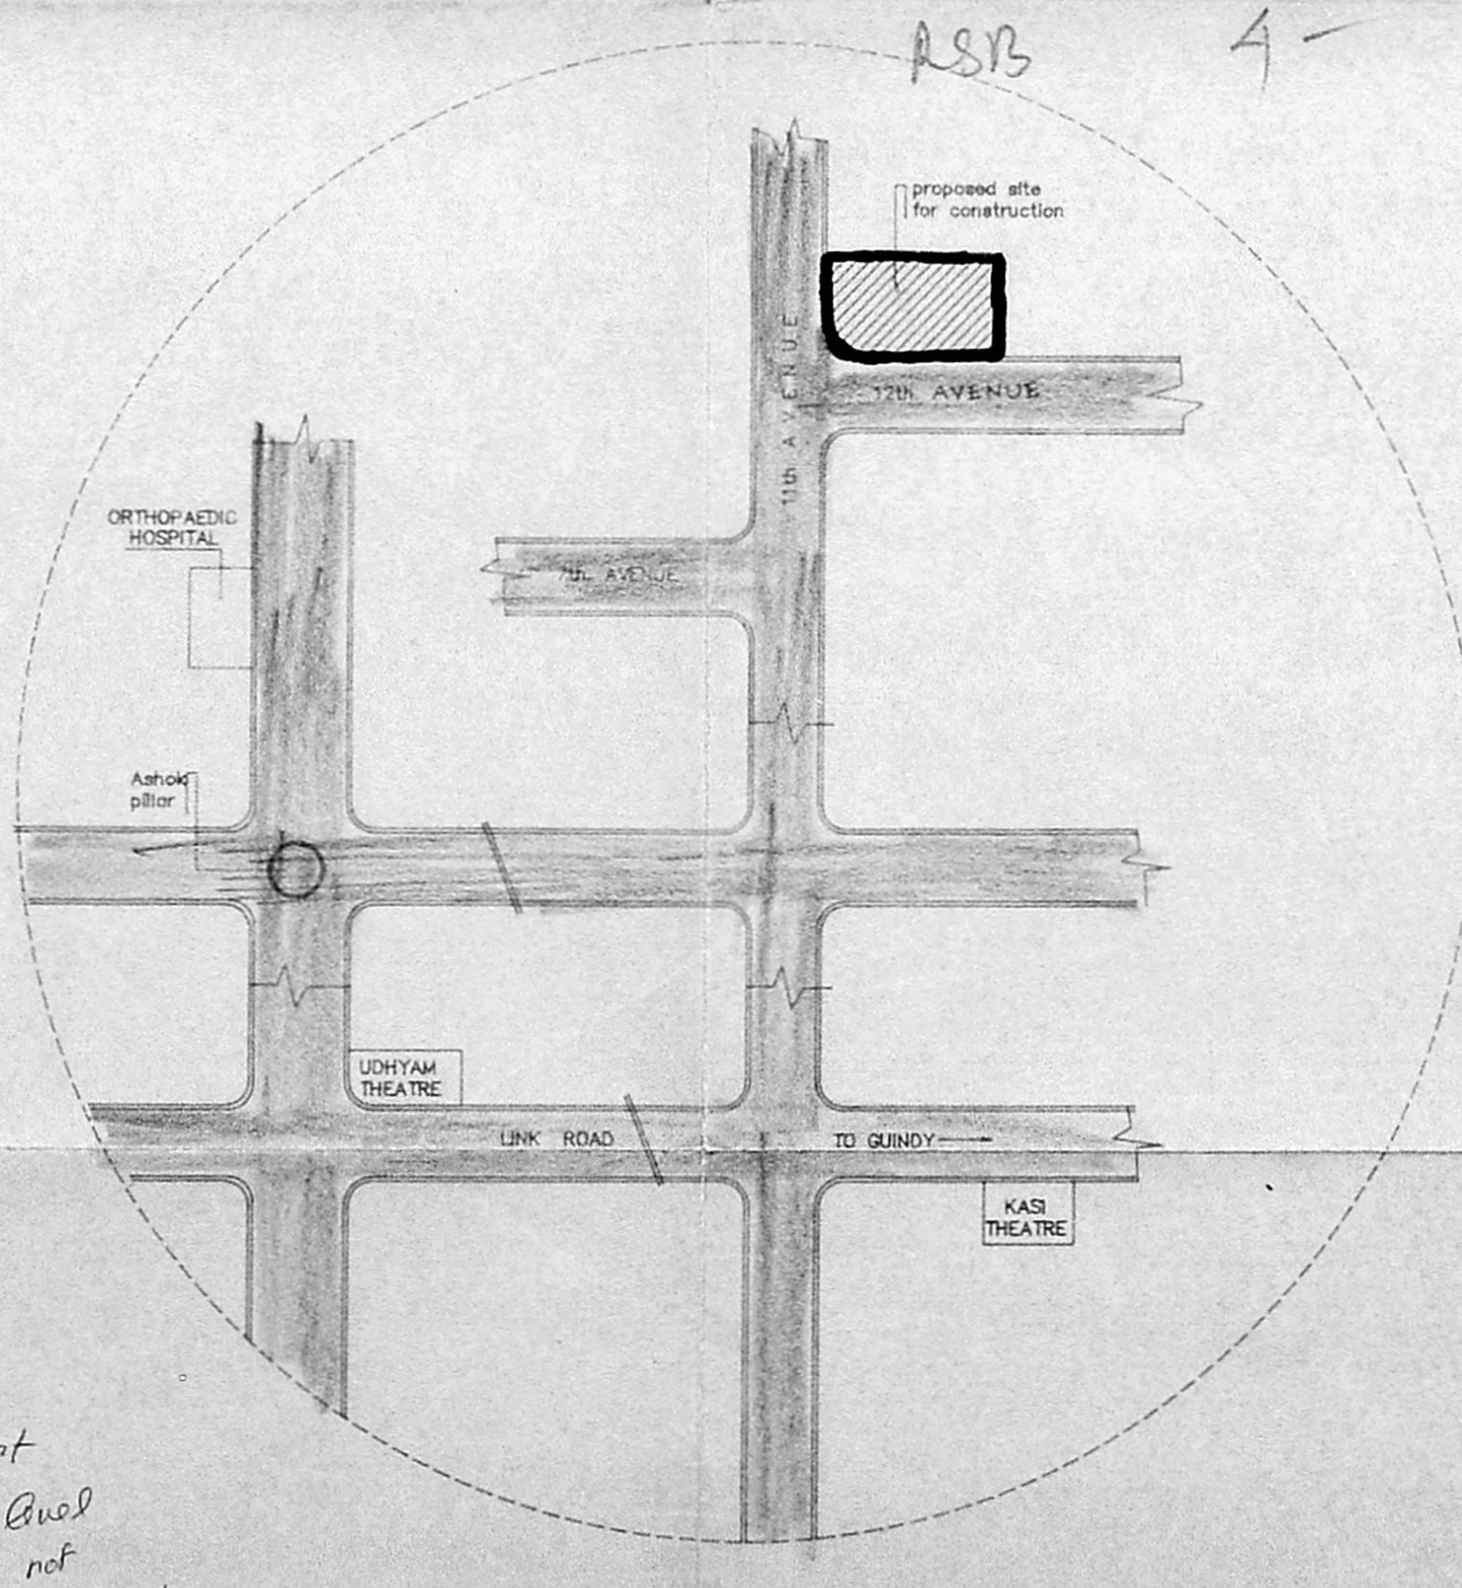 RSB 4-
proposed site
for construction
11th AVENUE
12th AVENUE
ORTHOPAEDIC
HOSPITAL
7th AVENUE
Ashok
pillar
UDHYAM
THEATRE
LINK ROAD
TO GUINDY
KASI
THEATRE
not